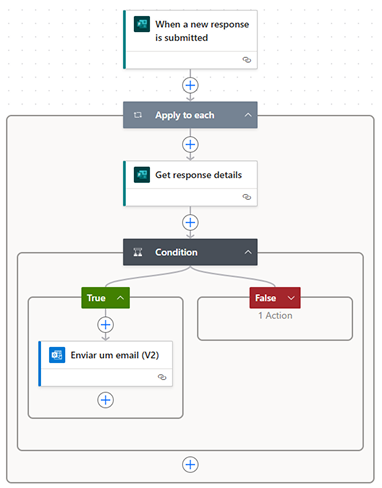 When a new response
is submitted
Apply to each
Get response details
Condition
True
False
1 Action
Enviar um email (V2)